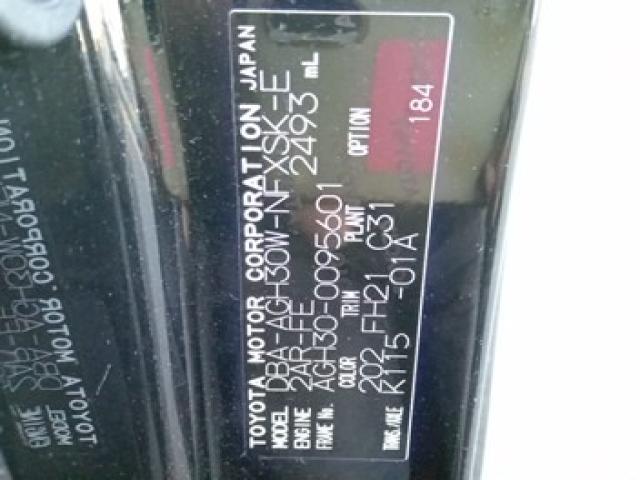 TOYOTA MOTOR CORPORATION JAPAN
MODEL DBA-AGH30W-NFXSK-E
ENGINE 2AR-FE 2493 mL
FRAME No. AGH30-0095601
COLOR TRIM PLANT OPTION
202 FH21 C31 184
TRANS./AXLE K115 -01A